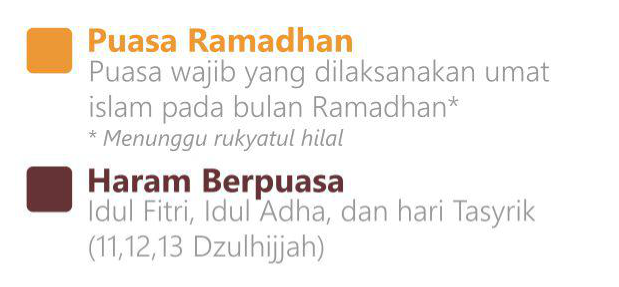 Puasa Ramadhan
Puasa wajib yang dilaksanakan umat
islam pada bulan Ramadhan*
* Menunggu rukyatul hilal
Haram Berpuasa
Idul Fitri, Idul Adha, dan hari Tasyrik
(11,12,13 Dzulhijjah)